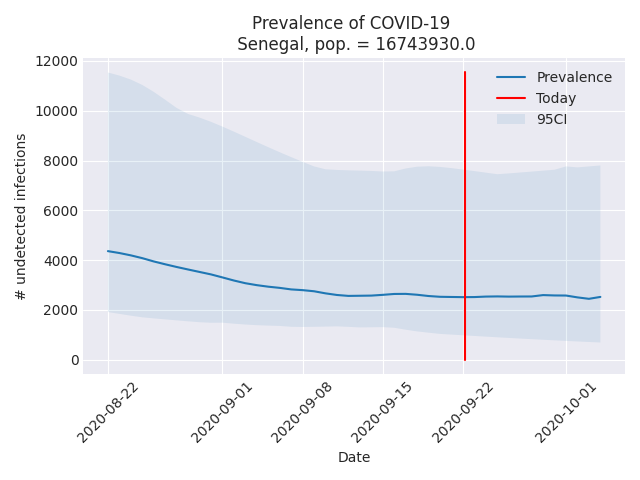 Prevalence of COVID-19
Senegal, pop. = 16743930.0
12000
10000
8000
6000
4000
2000
0
# undetected infections
Prevalence
Today
95CI
2020-08-22
2020-09-01
2020-09-08
2020-09-15
2020-09-22
2020-10-01
Date